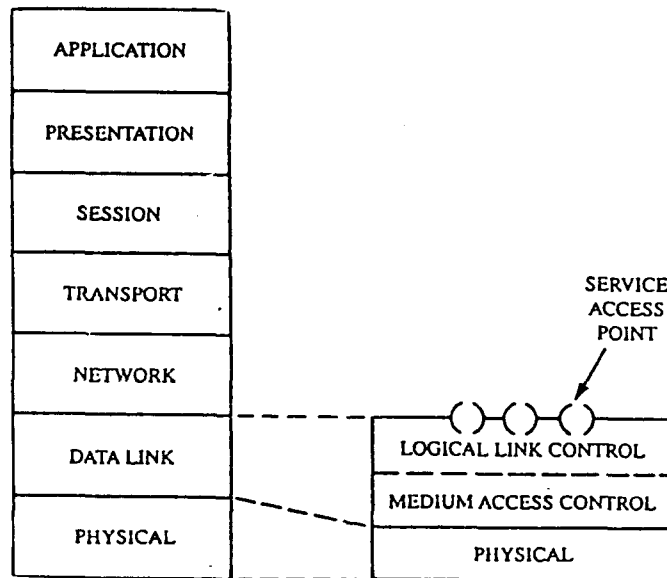 APPLICATION
PRESENTATION
SESSION
TRANSPORT
NETWORK
DATA LINK
PHYSICAL
SERVICE
ACCESS
POINT
LOGICAL LINK CONTROL
MEDIUM ACCESS CONTROL
PHYSICAL